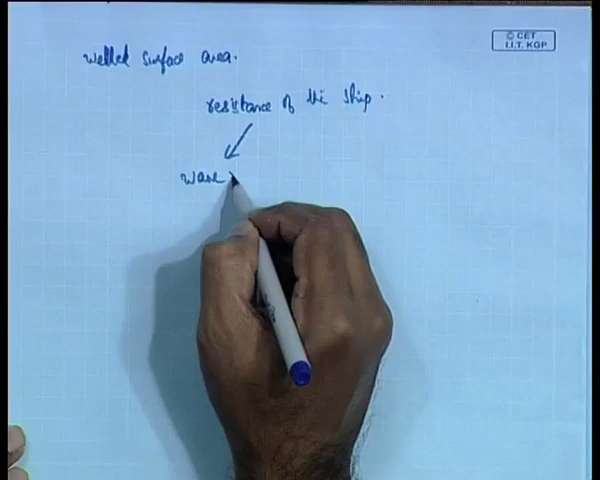 © CET
I.I.T. KGP
wetted surface area.
resistance of the ship.
wave